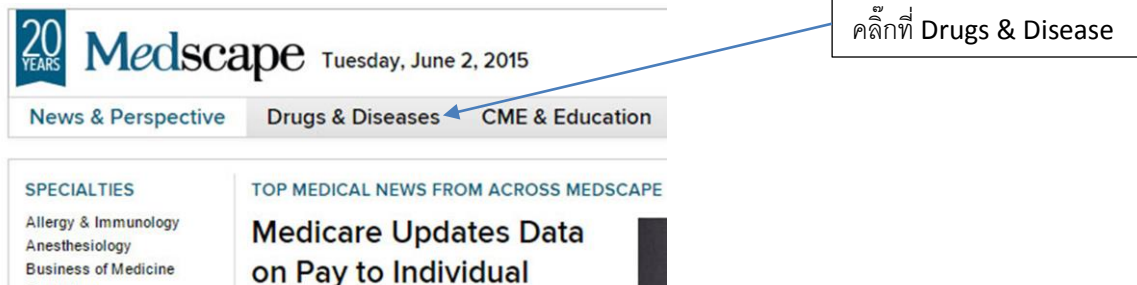 คลิ๊กที่ Drugs & Disease
20 YEARS
Medscape Tuesday, June 2, 2015
News & Perspective Drugs & Diseases CME & Education
SPECIALTIES
Allergy & Immunology
Anesthesiology
Business of Medicine
TOP MEDICAL NEWS FROM ACROSS MEDSCAPE
Medicare Updates Data
on Pay to Individual